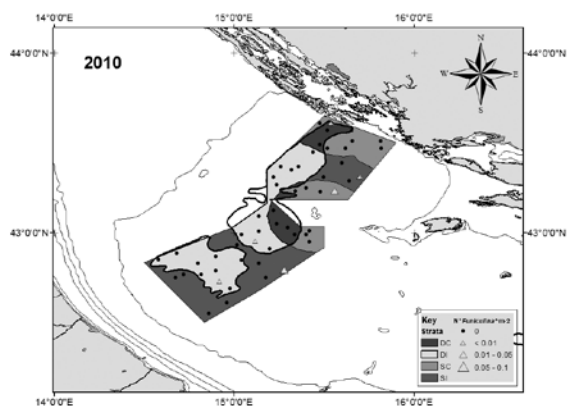 14°0'0"E 15°0'0"E 16°0'0"E
44°0'0"N 44°0'0"N
2010
N
W E
S
43°0'0"N 43°0'0"N
Key
Strata
DC
DI
SC
SI
N° Funiculina*m-2
0
< 0.01
0.01 - 0.05
0.05 - 0.1
14°0'0"E 15°0'0"E 16°0'0"E